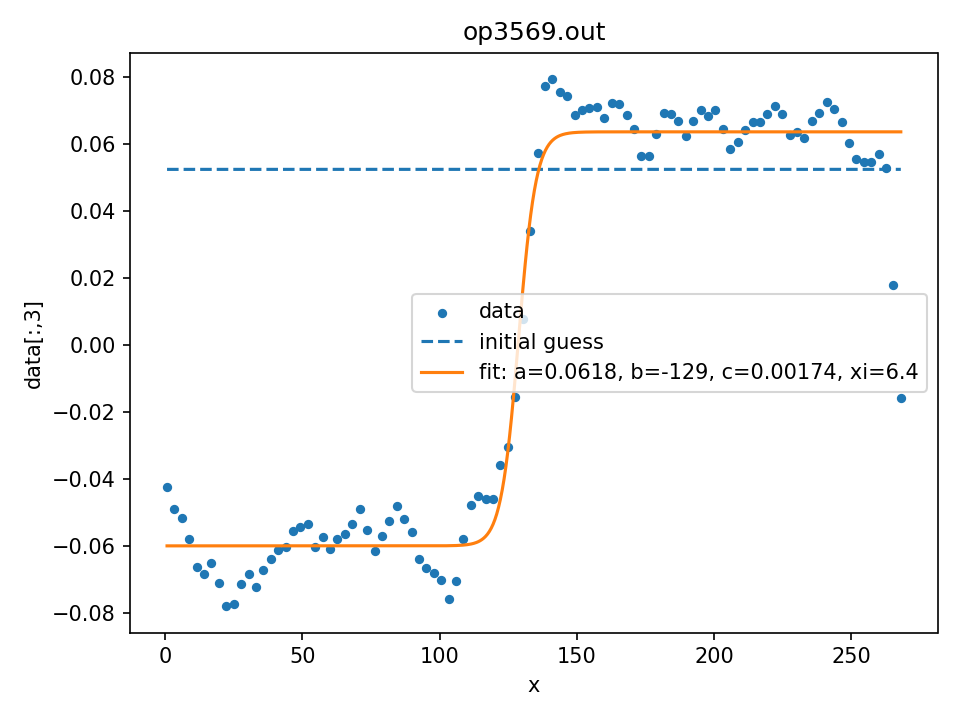 op3569.out
0.08
0.06
0.04
0.02
0.00
−0.02
−0.04
−0.06
−0.08
data[:,3]
data
initial guess
fit: a=0.0618, b=-129, c=0.00174, xi=6.4
0
50
100
150
200
250
x